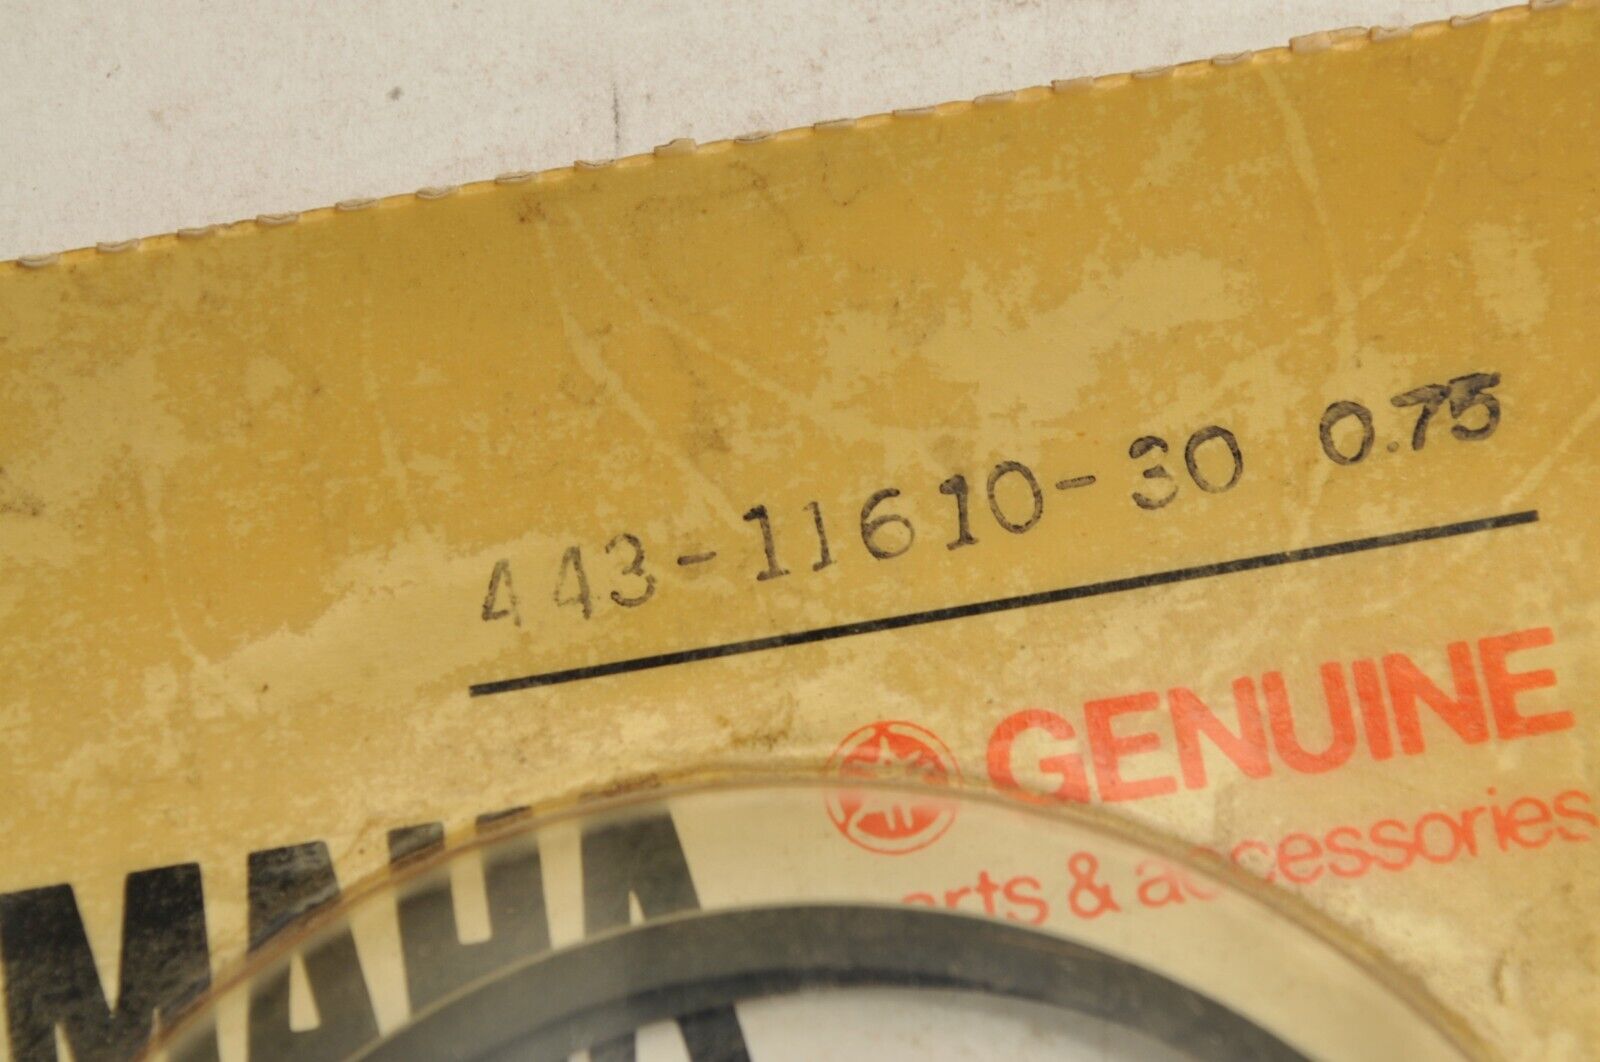 443-11610-30 0.75
GENUINE
parts & accessories
MAHA